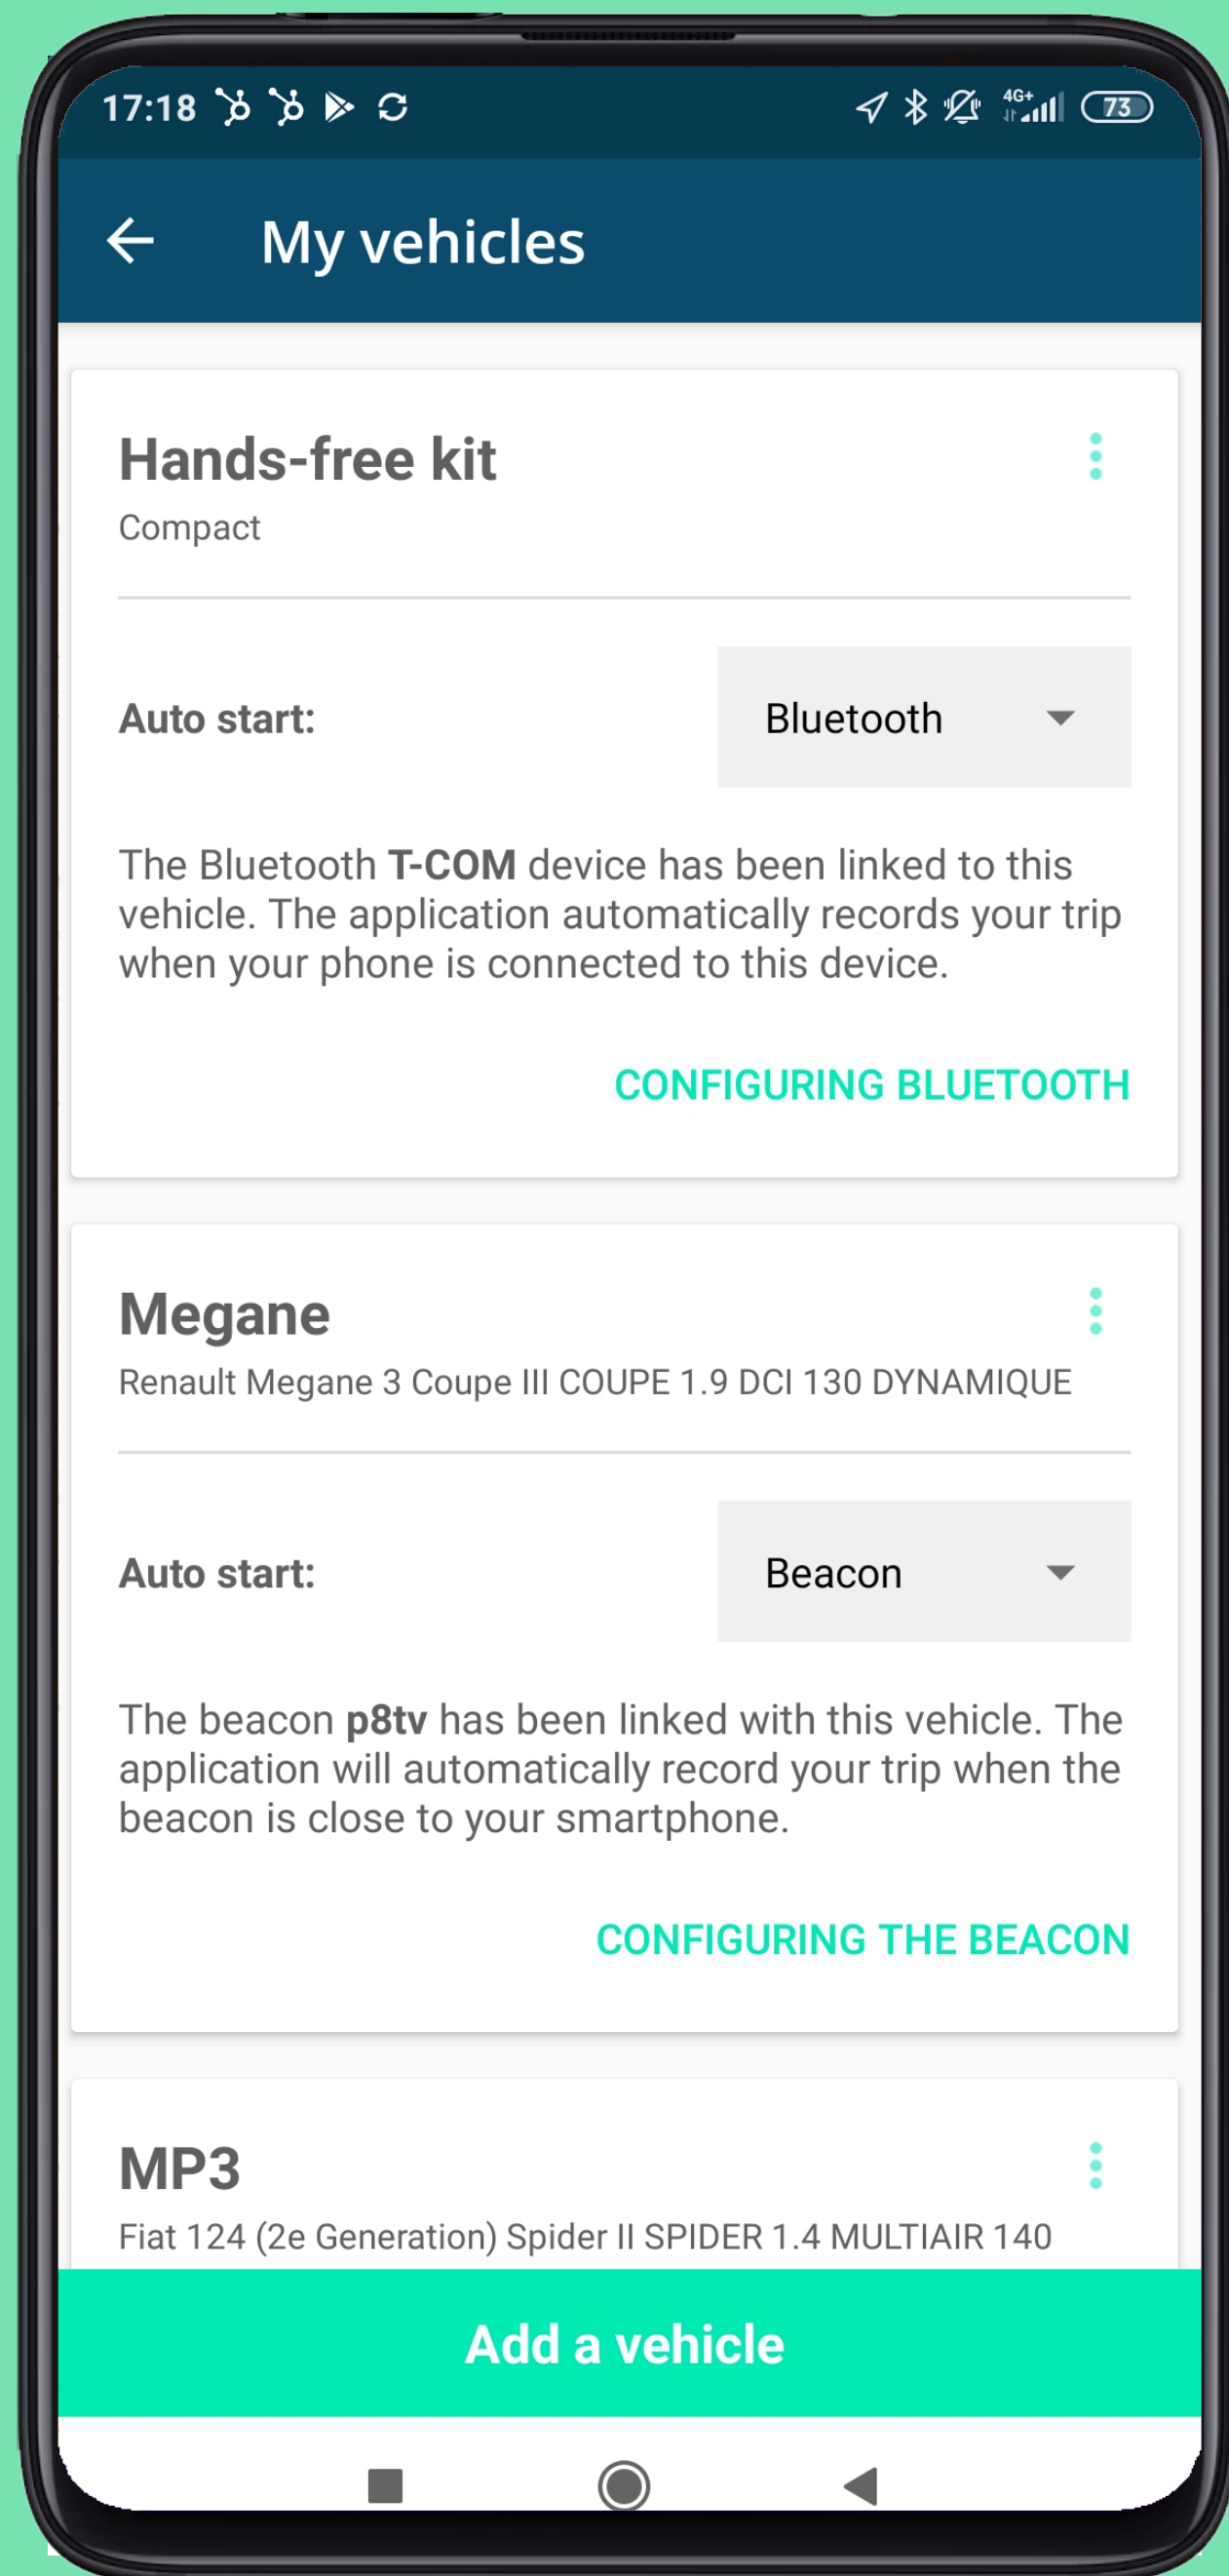 17:18
4G+
73
My vehicles
Hands-free kit
Compact
Auto start:
Bluetooth
The Bluetooth T-COM device has been linked to this
vehicle. The application automatically records your trip
when your phone is connected to this device.
CONFIGURING BLUETOOTH
Megane
Renault Megane 3 Coupe III COUPE 1.9 DCI 130 DYNAMIQUE
Auto start:
Beacon
The beacon p8tv has been linked with this vehicle. The
application will automatically record your trip when the
beacon is close to your smartphone.
CONFIGURING THE BEACON
MP3
Fiat 124 (2e Generation) Spider II SPIDER 1.4 MULTIAIR 140
Add a vehicle